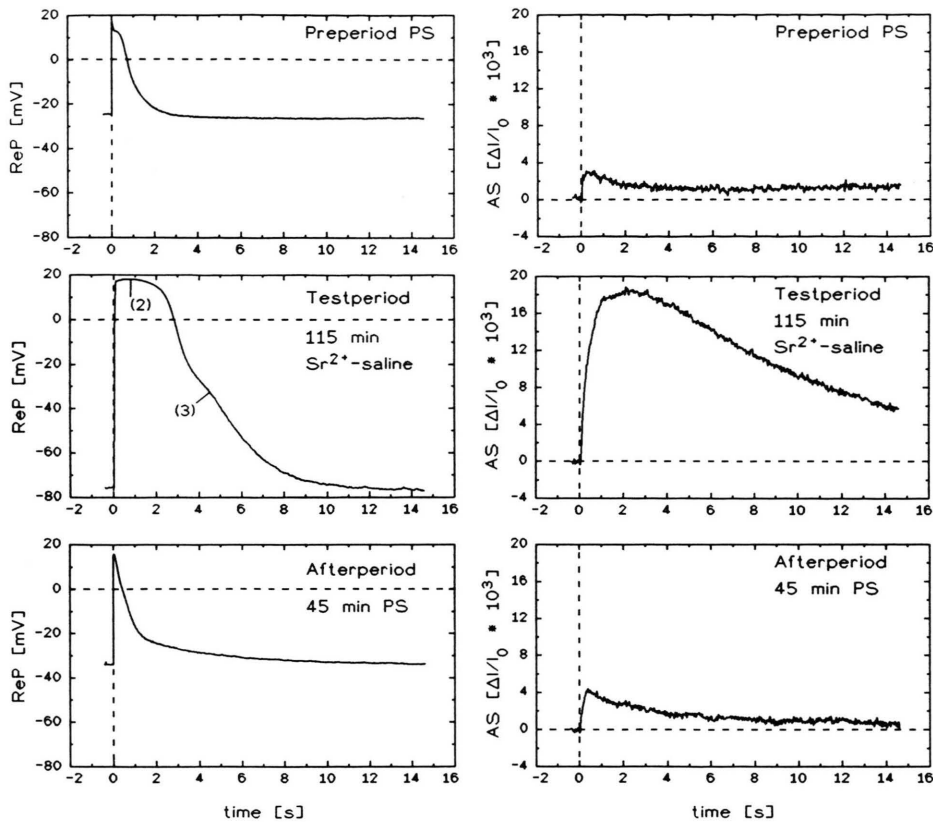 Preperiod PS
ReP [mV]
20
0
-20
-40
-60
-80
-2 0 2 4 6 8 10 12 14 16
Preperiod PS
AS [ΔI/I₀ * 10³]
20
16
12
8
4
0
-4
-2 0 2 4 6 8 10 12 14 16
Testperiod
115 min
Sr²⁺-saline
(2)
(3)
ReP [mV]
20
0
-20
-40
-60
-80
-2 0 2 4 6 8 10 12 14 16
Testperiod
115 min
Sr²⁺-saline
AS [ΔI/I₀ * 10³]
20
16
12
8
4
0
-4
-2 0 2 4 6 8 10 12 14 16
Afterperiod
45 min PS
ReP [mV]
20
0
-20
-40
-60
-80
-2 0 2 4 6 8 10 12 14 16
time [s]
Afterperiod
45 min PS
AS [ΔI/I₀ * 10³]
20
16
12
8
4
0
-4
-2 0 2 4 6 8 10 12 14 16
time [s]